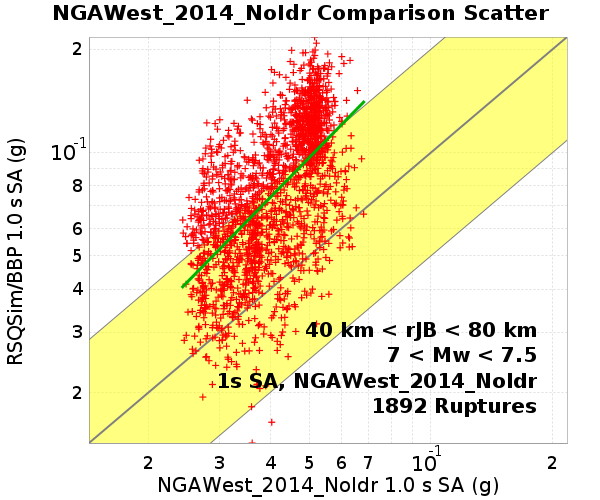 NGAWest_2014_NoIdr Comparison Scatter
RSQSim/BBP 1.0 s SA (g)
2
10-1
8
6
5
4
3
2
40 km < rJB < 80 km
7 < Mw < 7.5
1s SA, NGAWest_2014_NoIdr
1892 Ruptures
2 3 4 5 6 7 10-1 2
NGAWest_2014_NoIdr 1.0 s SA (g)